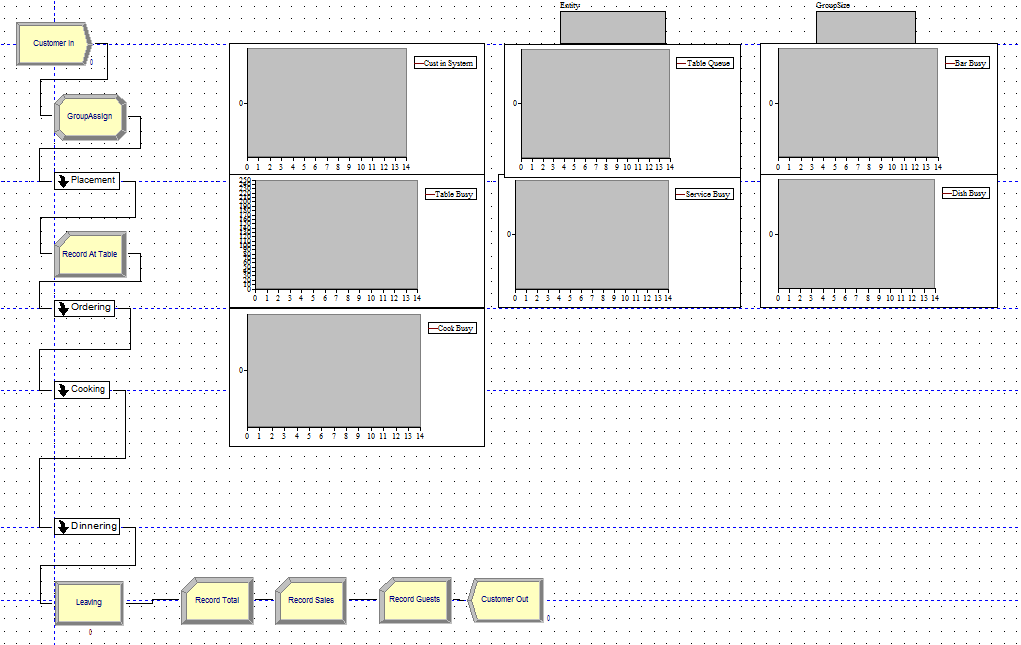 Entity
GroupSize
Customer In
0
Cust in System
0
0 1 2 3 4 5 6 7 8 9 10 11 12 13 14
Table Queue
0
0 1 2 3 4 5 6 7 8 9 10 11 12 13 14
Bar Busy
0
0 1 2 3 4 5 6 7 8 9 10 11 12 13 14
GroupAssign
Placement
Table Busy
0 1 2 3 4 5 6 7 8 9 10 11 12 13 14
Service Busy
0
0 1 2 3 4 5 6 7 8 9 10 11 12 13 14
Dish Busy
0
0 1 2 3 4 5 6 7 8 9 10 11 12 13 14
Record At Table
Ordering
Cook Busy
0
0 1 2 3 4 5 6 7 8 9 10 11 12 13 14
Cooking
Dinnering
Leaving
0
Record Total
Record Sales
Record Guests
Customer Out
0